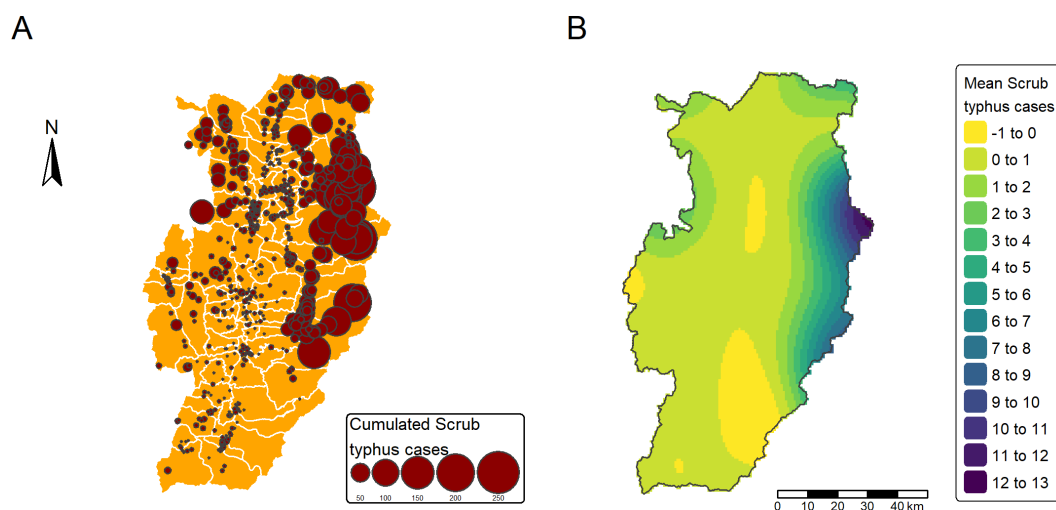 A
B
N
Cumulated Scrub
typhus cases
50 100 150 200 250
Mean Scrub
typhus cases
-1 to 0
0 to 1
1 to 2
2 to 3
3 to 4
4 to 5
5 to 6
6 to 7
7 to 8
8 to 9
9 to 10
10 to 11
11 to 12
12 to 13
0 10 20 30 40 km